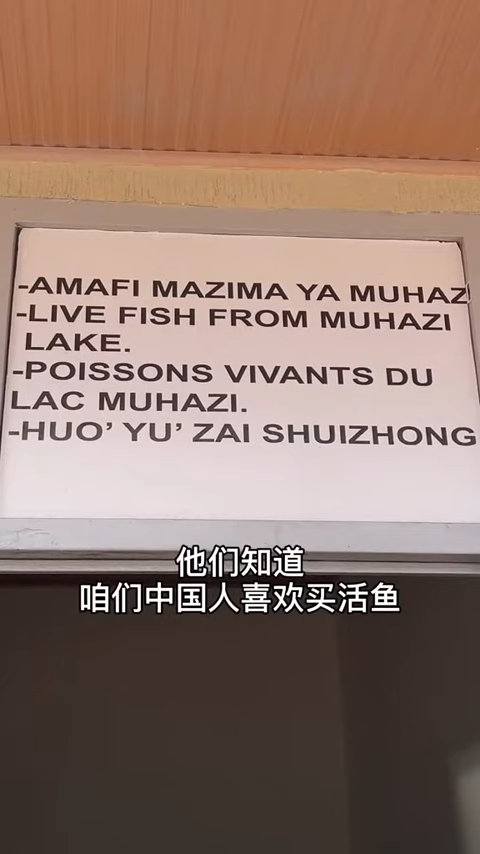 -AMAFI MAZIMA YA MUHAZ
-LIVE FISH FROM MUHAZI
LAKE.
-POISSONS VIVANTS DU
LAC MUHAZI.
-HUO' YU' ZAI SHUIZHONG
他们知道
咱们中国人喜欢买活鱼